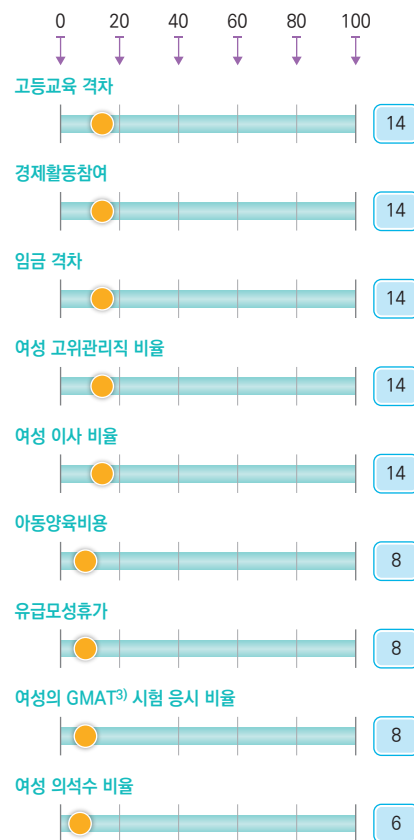 0 20 40 60 80 100
고등교육 격차
14
경제활동참여
14
임금 격차
14
여성 고위관리직 비율
14
여성 이사 비율
14
아동양육비용
8
유급모성휴가
8
여성의 GMAT3) 시험 응시 비율
8
여성 의석수 비율
6